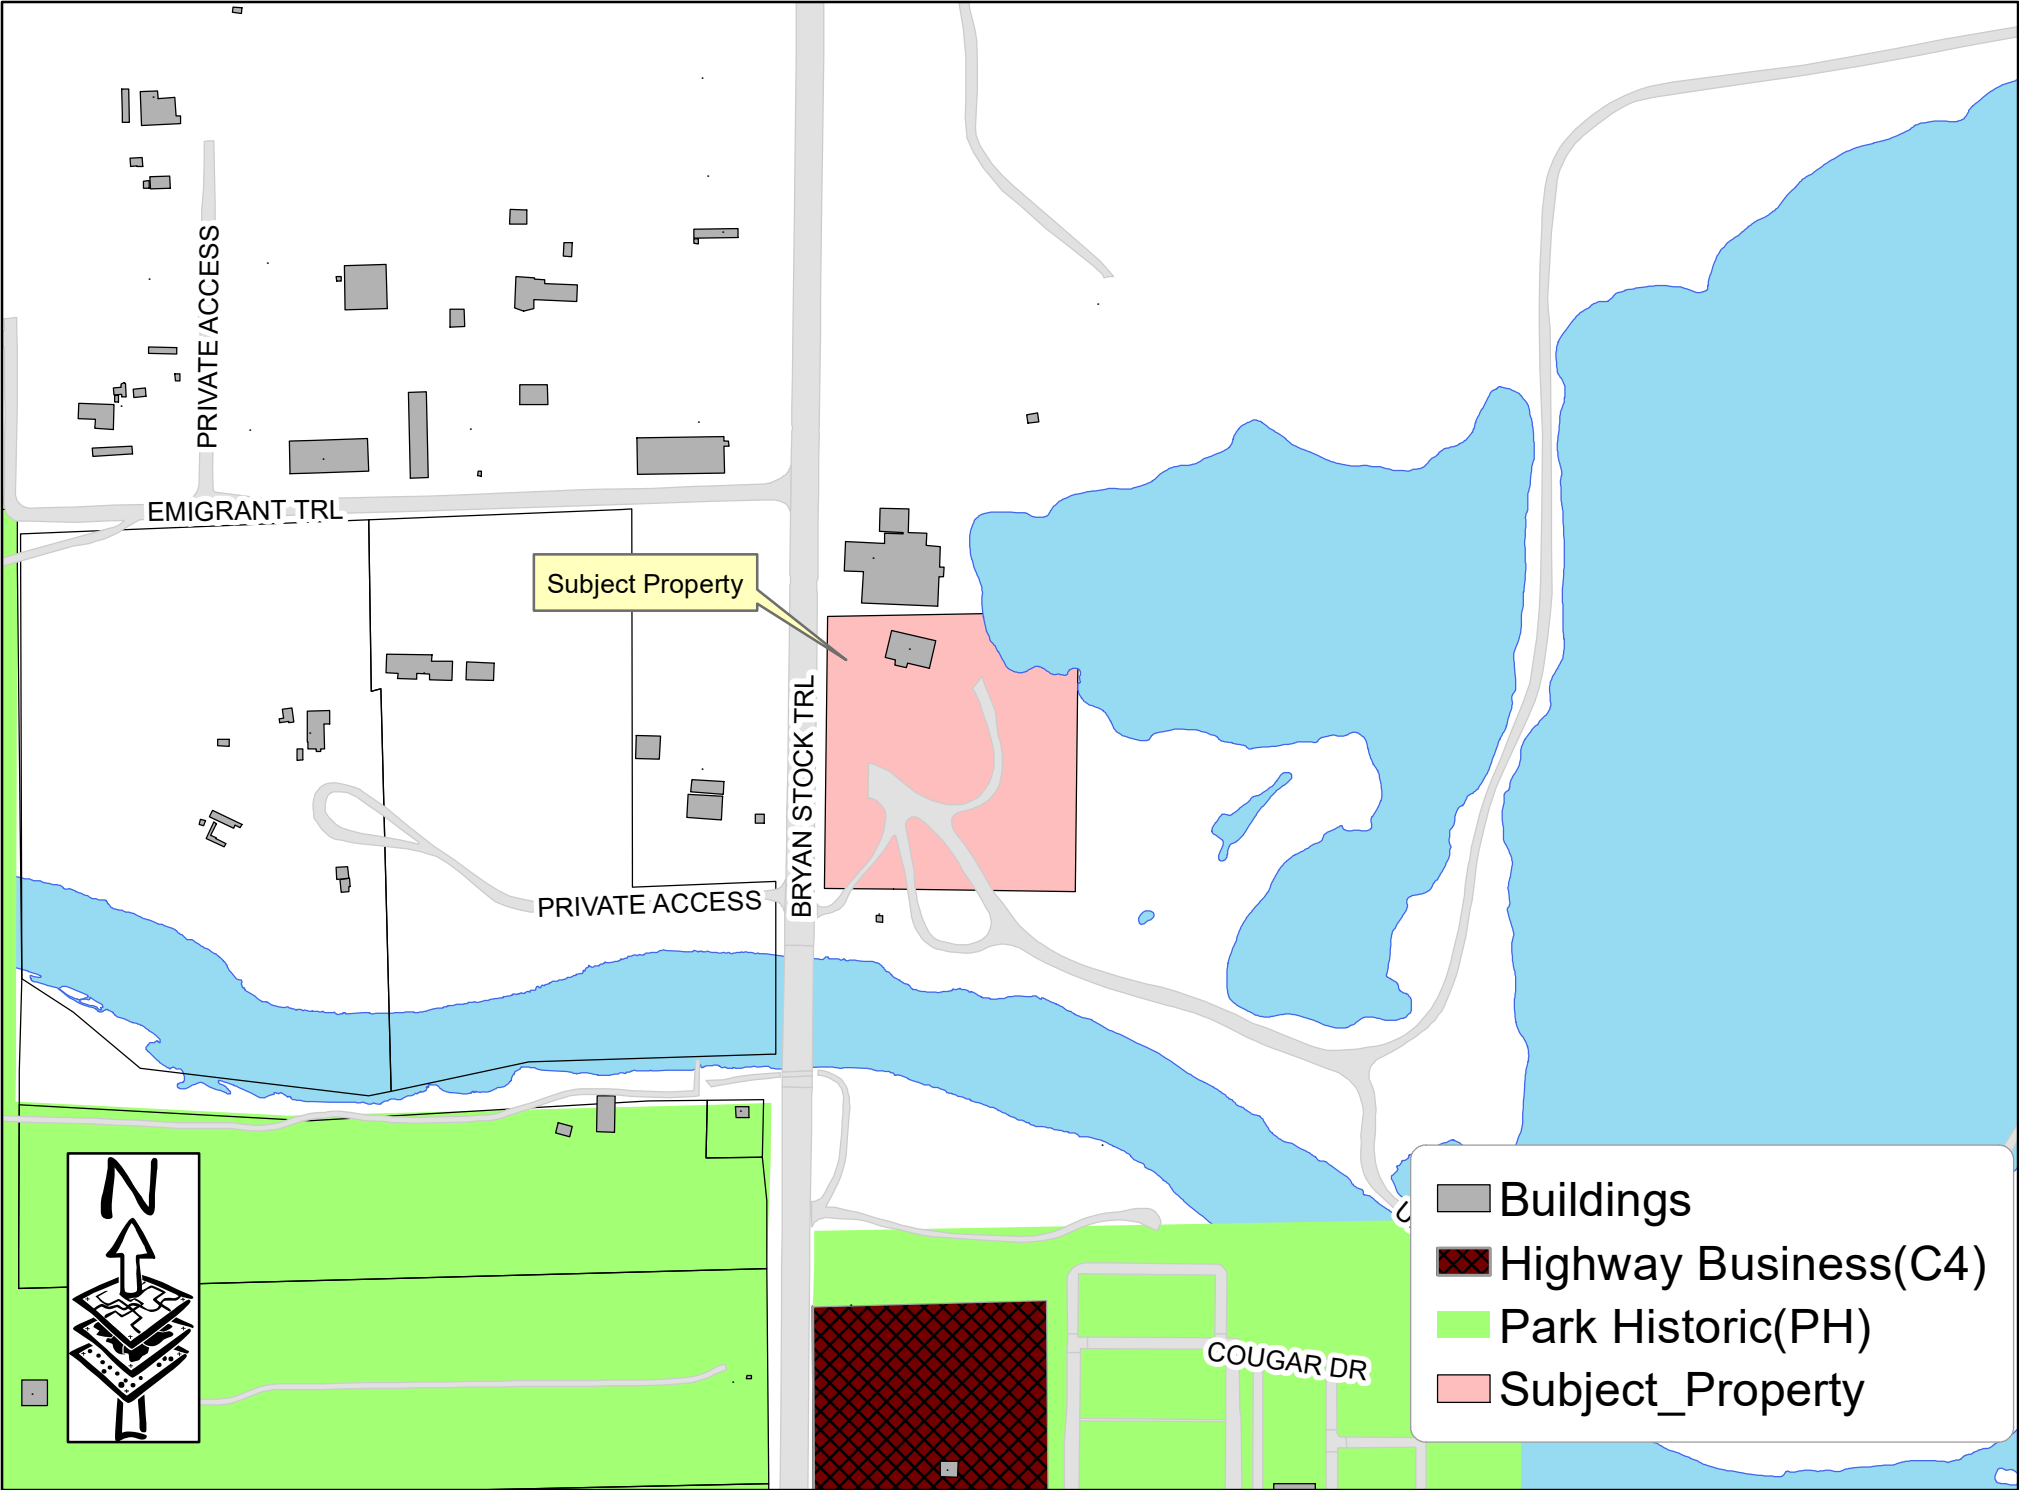 PRIVATE ACCESS
EMIGRANT TRL
Subject Property
BRYAN STOCK TRL
PRIVATE ACCESS
N
U
Buildings
Highway Business(C4)
Park Historic(PH)
COUGAR DR
Subject_Property